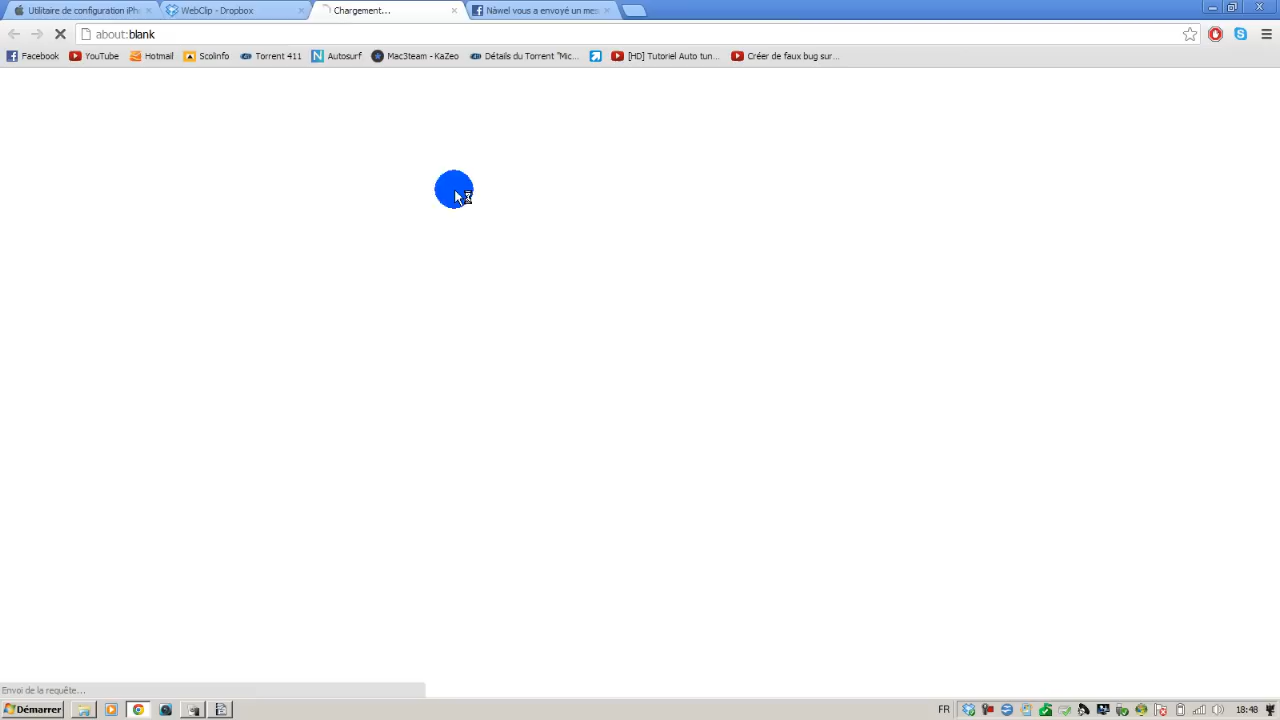 Utilitaire de configuration iPh
WebClip - Dropbox
Chargement...
Nàwel vous a envoyé un mes
about:blank
Facebook
YouTube
Hotmail
Scolinfo
Torrent 411
Autosurf
Mac3team - KaZeo
Détails du Torrent "Mic...
[HD] Tutoriel Auto tun...
Créer de faux bug sur...
Envoi de la requête...
Démarrer
FR
18:48